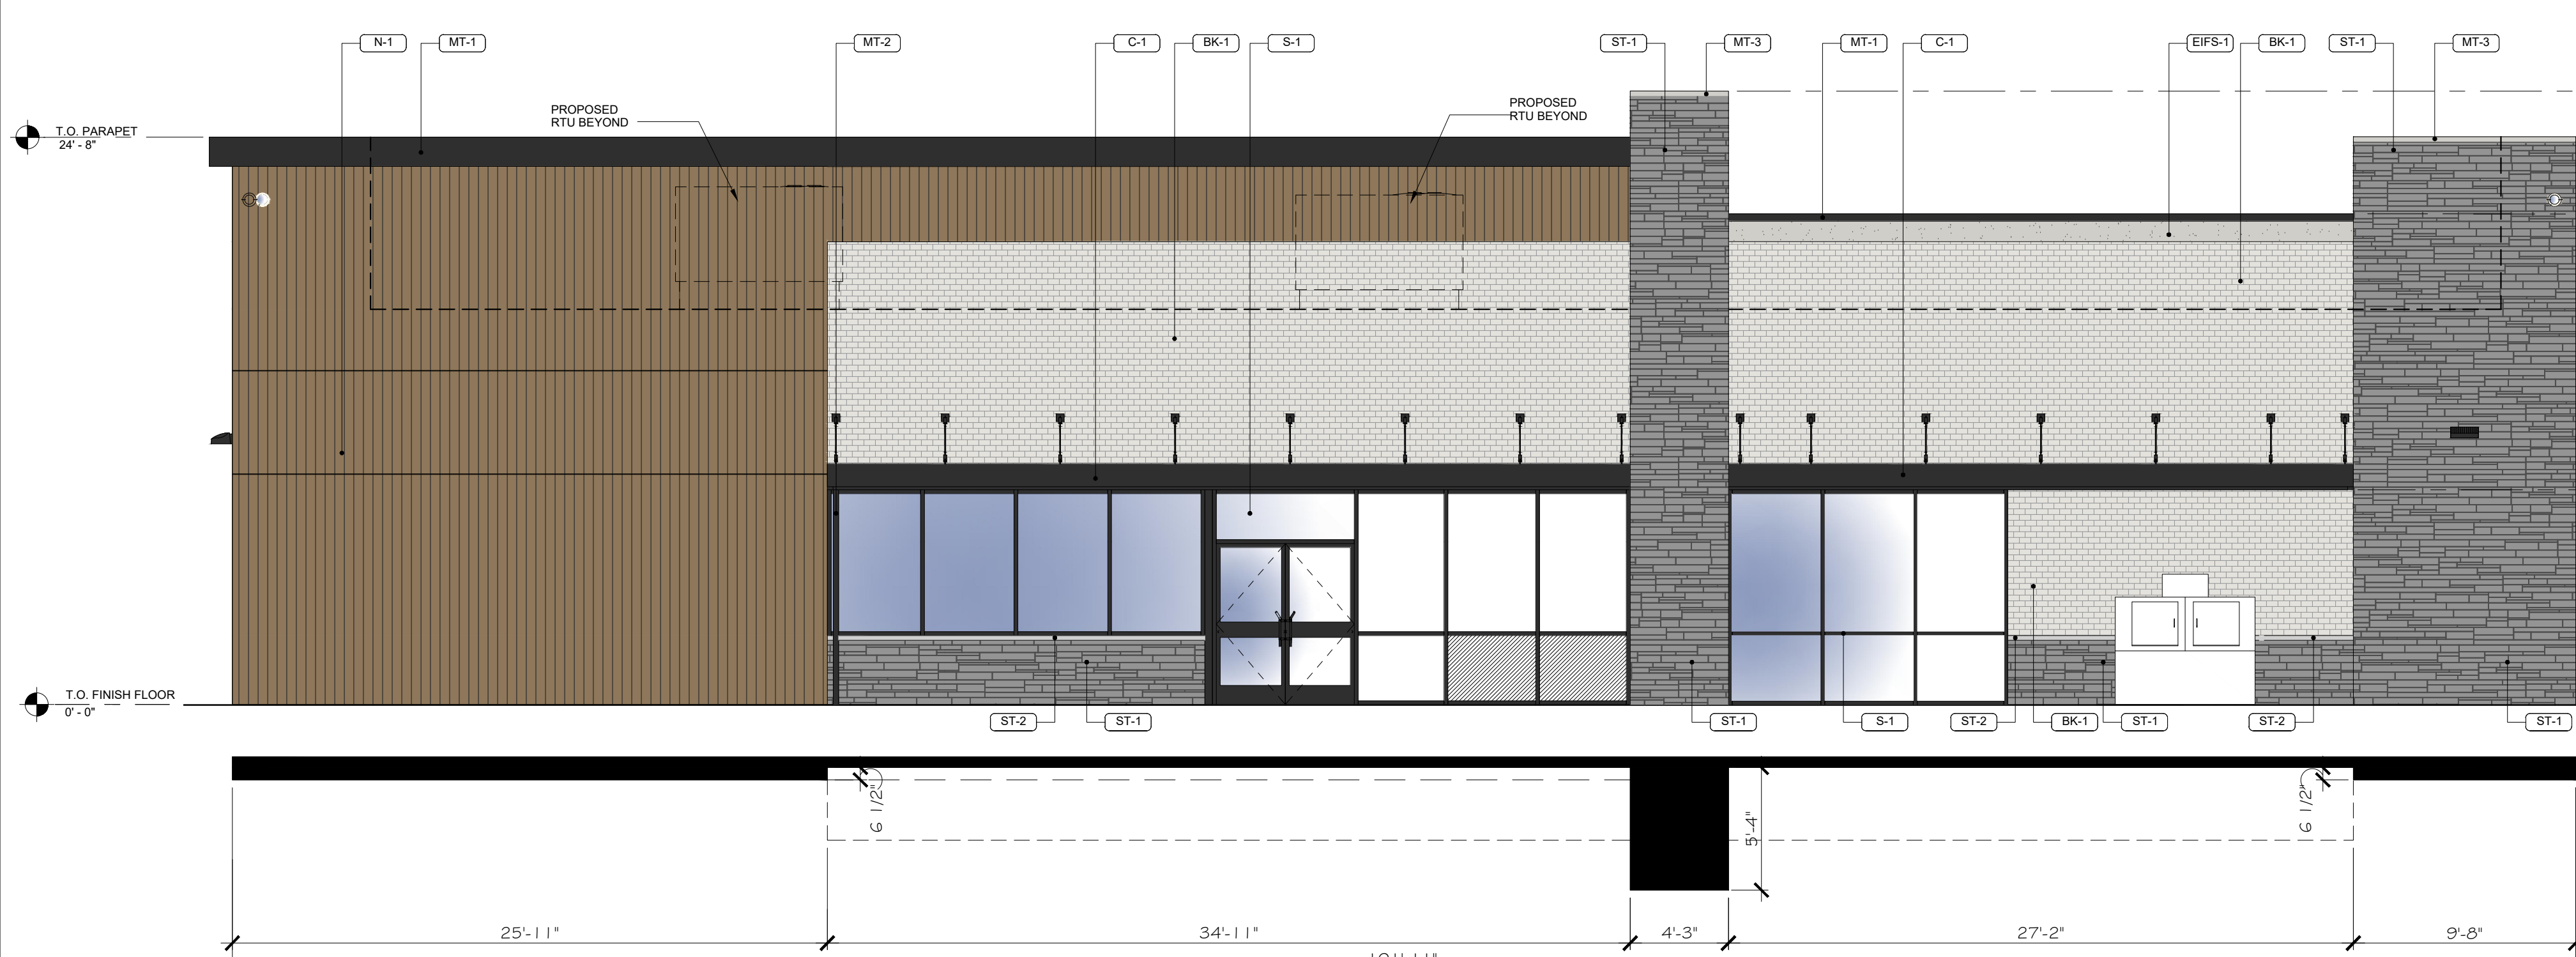 N-1
MT-1
MT-2
C-1
BK-1
S-1
ST-1
MT-3
MT-1
C-1
EIFS-1
BK-1
ST-1
MT-3
PROPOSED
RTU BEYOND
PROPOSED
RTU BEYOND
T.O. PARAPET
24' - 8"
T.O. FINISH FLOOR
0' - 0"
ST-2
ST-1
ST-1
S-1
ST-2
BK-1
ST-1
ST-2
ST-1
6 1/2"
5'-4"
6 1/2"
25'-11"
34'-11"
4'-3"
27'-2"
9'-8"